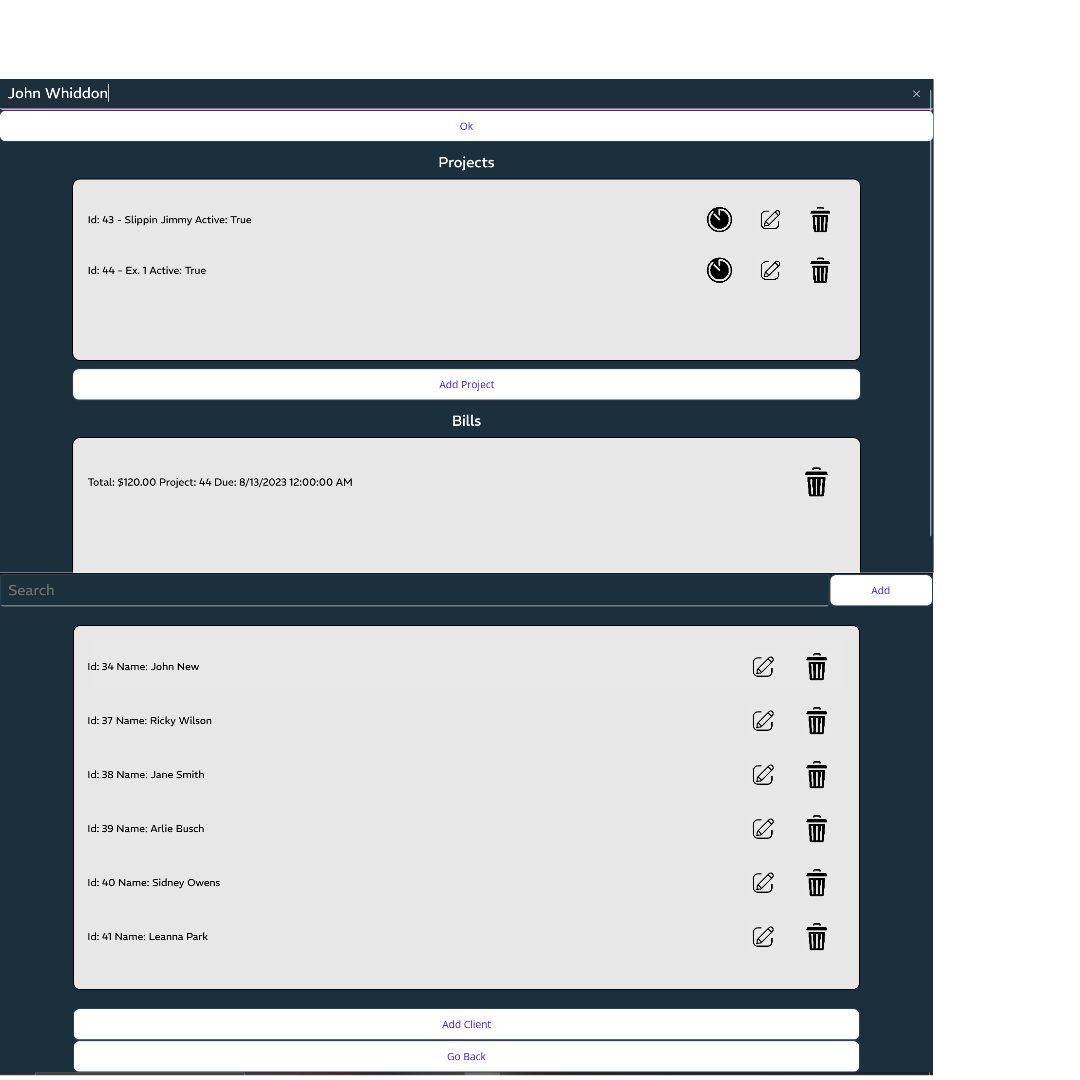 John Whiddon
Ok
Projects
Id: 43 - Slippin Jimmy Active: True
Id: 44 - Ex. 1 Active: True
Add Project
Bills
Total: $120.00 Project: 44 Due: 8/13/2023 12:00:00 AM
Search
Add
Id: 34 Name: John New
Id: 37 Name: Ricky Wilson
Id: 38 Name: Jane Smith
Id: 39 Name: Arlie Busch
Id: 40 Name: Sidney Owens
Id: 41 Name: Leanna Park
Add Client
Go Back